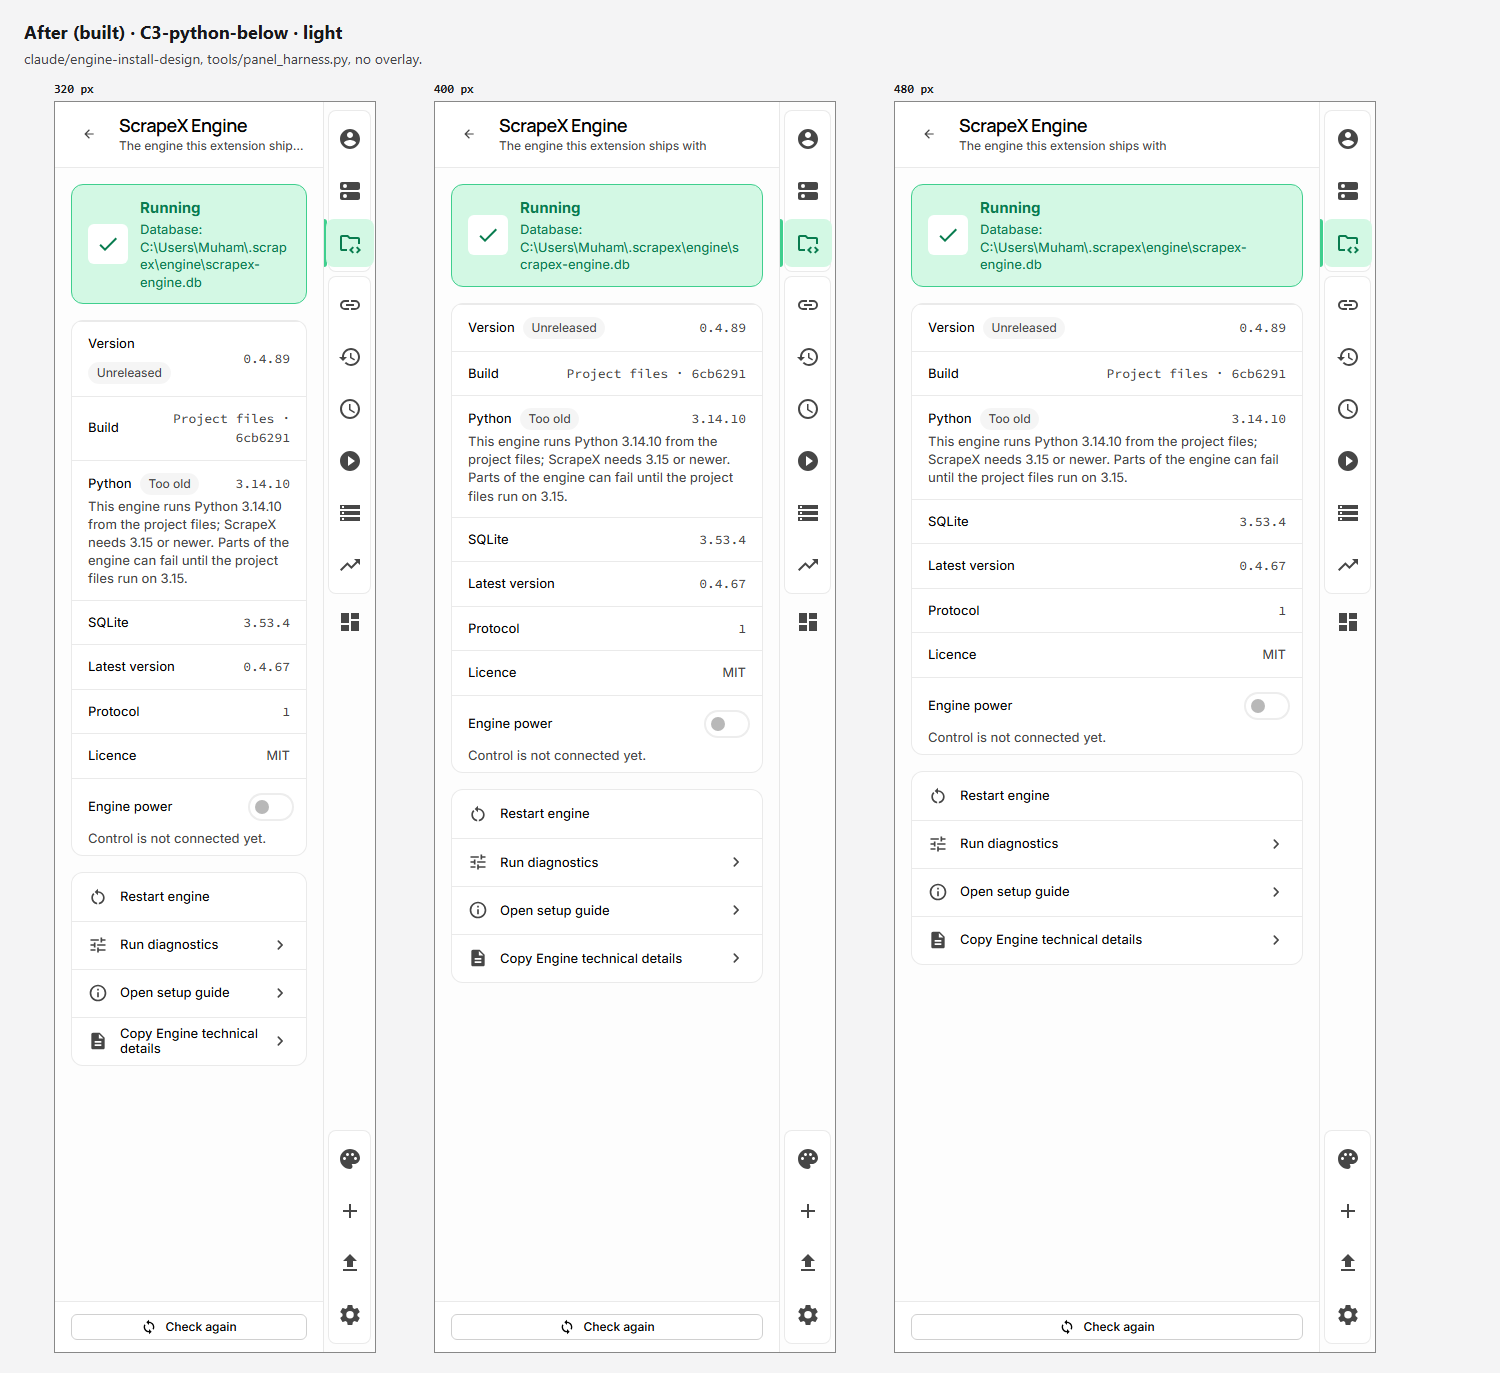 After (built) · C3-python-below · light
claude/engine-install-design, tools/panel_harness.py, no overlay.
320 px
ScrapeX Engine
The engine this extension ship...
Running
Database:
C:\Users\Muham\.scrap
ex\engine\scrapex-
engine.db
Version
Unreleased
0.4.89
Build
Project files ·
6cb6291
Python Too old 3.14.10
This engine runs Python 3.14.10
from the project files; ScrapeX
needs 3.15 or newer. Parts of the
engine can fail until the project
files run on 3.15.
SQLite 3.53.4
Latest version 0.4.67
Protocol 1
Licence MIT
Engine power
Control is not connected yet.
Restart engine
Run diagnostics
Open setup guide
Copy Engine technical
details
Check again
400 px
ScrapeX Engine
The engine this extension ships with
Running
Database:
C:\Users\Muham\.scrapex\engine\s
crapex-engine.db
Version Unreleased 0.4.89
Build Project files · 6cb6291
Python Too old 3.14.10
This engine runs Python 3.14.10 from the
project files; ScrapeX needs 3.15 or newer.
Parts of the engine can fail until the project
files run on 3.15.
SQLite 3.53.4
Latest version 0.4.67
Protocol 1
Licence MIT
Engine power
Control is not connected yet.
Restart engine
Run diagnostics
Open setup guide
Copy Engine technical details
Check again
480 px
ScrapeX Engine
The engine this extension ships with
Running
Database:
C:\Users\Muham\.scrapex\engine\scrapex-
engine.db
Version Unreleased 0.4.89
Build Project files · 6cb6291
Python Too old 3.14.10
This engine runs Python 3.14.10 from the project files;
ScrapeX needs 3.15 or newer. Parts of the engine can fail
until the project files run on 3.15.
SQLite 3.53.4
Latest version 0.4.67
Protocol 1
Licence MIT
Engine power
Control is not connected yet.
Restart engine
Run diagnostics
Open setup guide
Copy Engine technical details
Check again